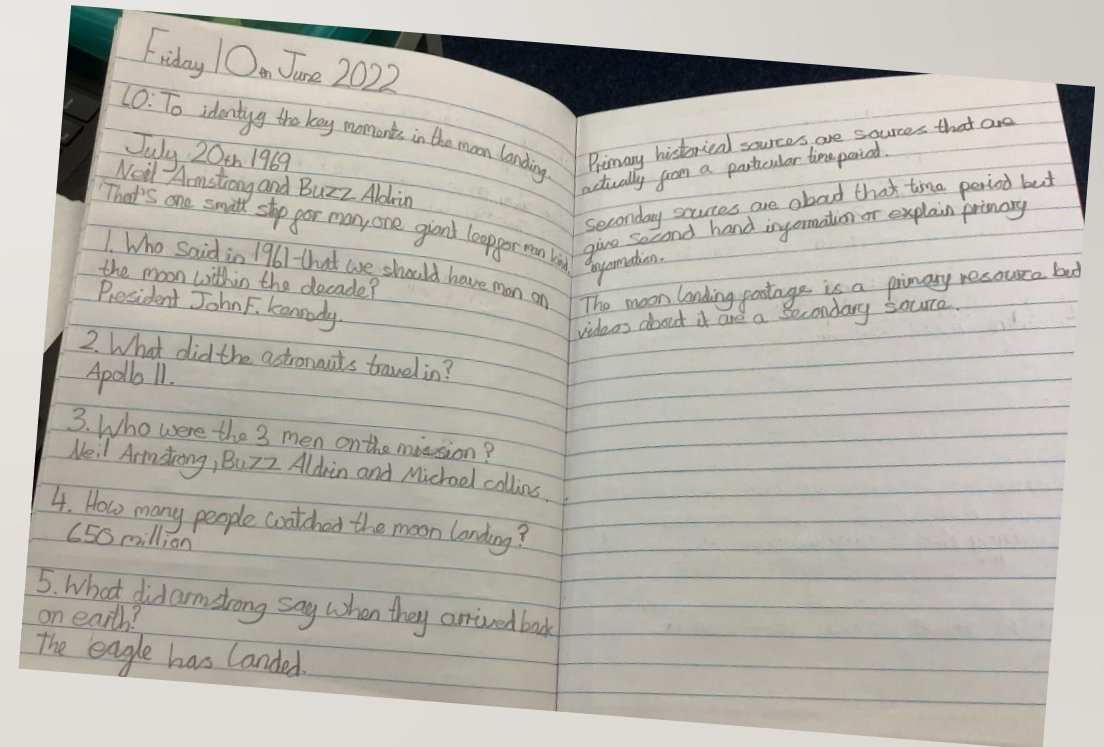 Friday 10th June 2022
LO: To identify the key moments in the moon landing.
July 20th 1969
Neil Armstrong and Buzz Aldrin
"That's one small step for man, one giant leap for man kind.
1. Who said in 1961 that we should have man on
the moon within the decade?
President John F. kennedy.
2. What did the astronauts travel in?
Apollo 11.
3. Who were the 3 men on the mission?
Neil Armstrong, Buzz Aldrin and Michael collins.
4. How many people watched the moon landing?
650 million
5. What did armstrong say when they arrived back
on earth?
The eagle has landed.
Primary historical sources are sources that are
actually from a particular time period.
Secondary sources are about that time period but
give second hand information or explain primary
information.
The moon landing footage is a primary resource but
videos about it are a secondary source.